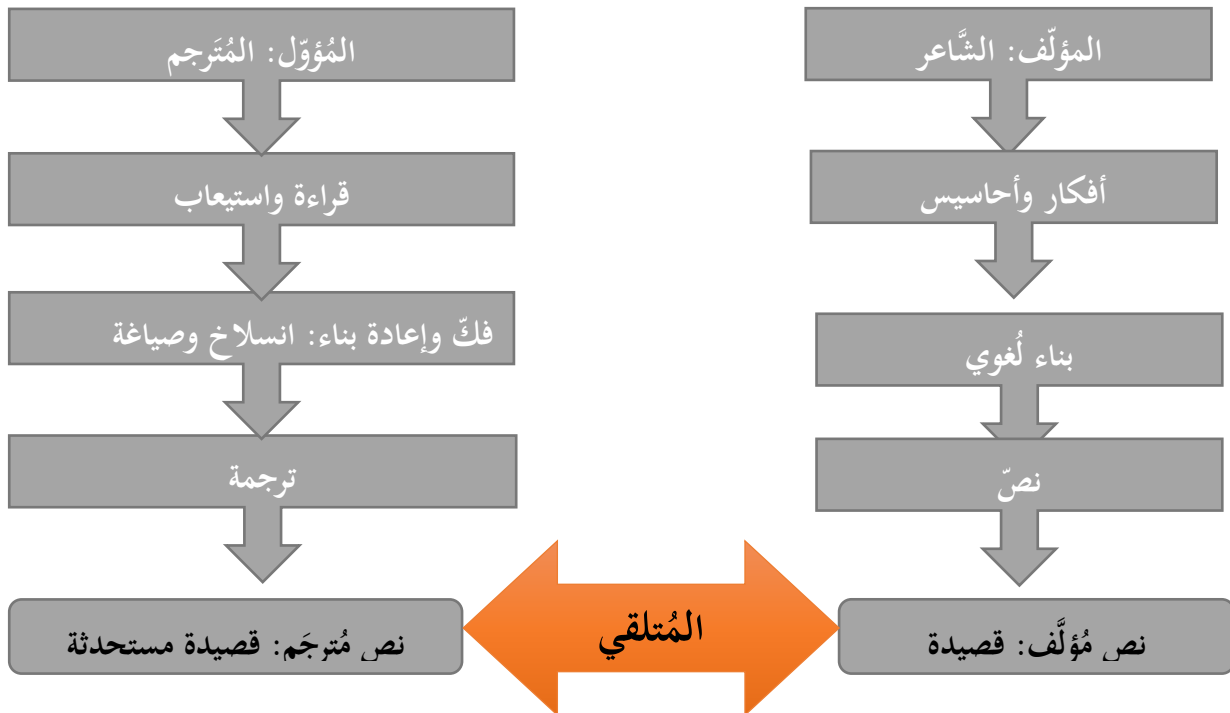 المؤلّف: الشَّاعر
أفكار وأحاسيس
بناء لُغوي
نصّ
نص مُؤلَّف: قصيدة
المُتلقي
المُؤوّل: المُتَرجم
قراءة واستيعاب
فكّ وإعادة بناء: انسلاخ وصياغة
ترجمة
نص مُترجَم: قصيدة مستحدثة